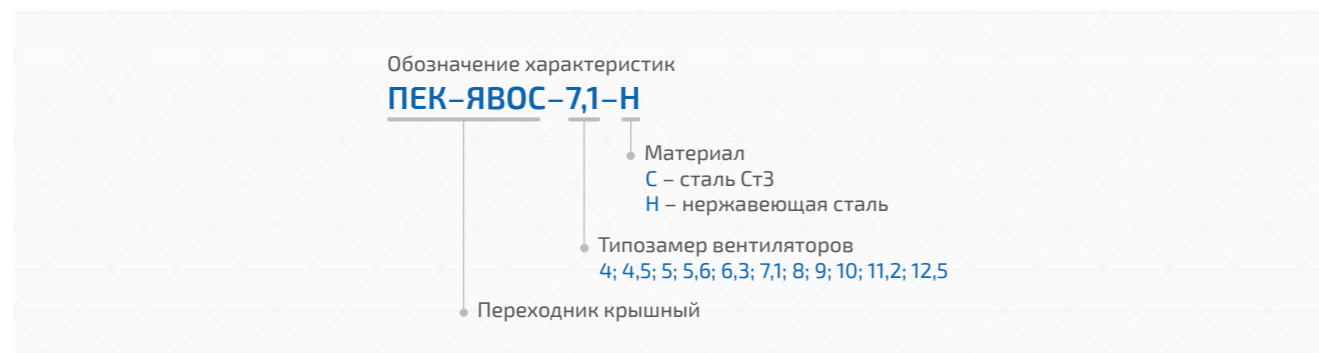 Обозначение характеристик
ПЕК–ЯВОС–7,1–Н
Материал
С – сталь Ст3
Н – нержавеющая сталь
Типозамер вентиляторов
4; 4,5; 5; 5,6; 6,3; 7,1; 8; 9; 10; 11,2; 12,5
Переходник крышный